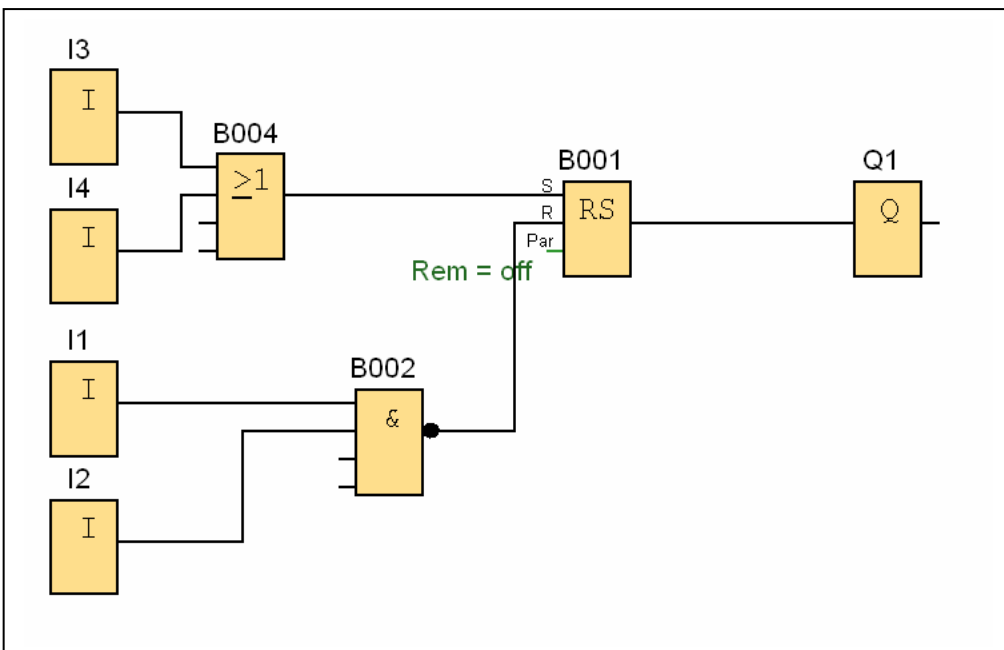 I3
I
B004
≥1
I4
I
B001
S
R
Par
RS
Rem = off
Q1
Q
I1
I
B002
&
I2
I